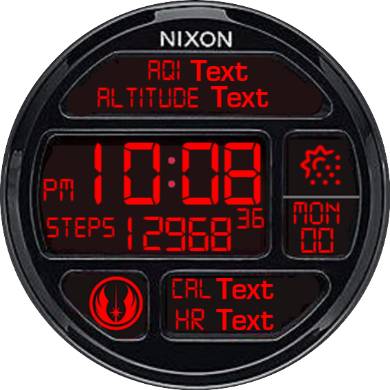 NIXON
AQI Text
ALTITUDE Text
PM 10:08
STEPS 12968 36
MON
00
CAL Text
HR Text